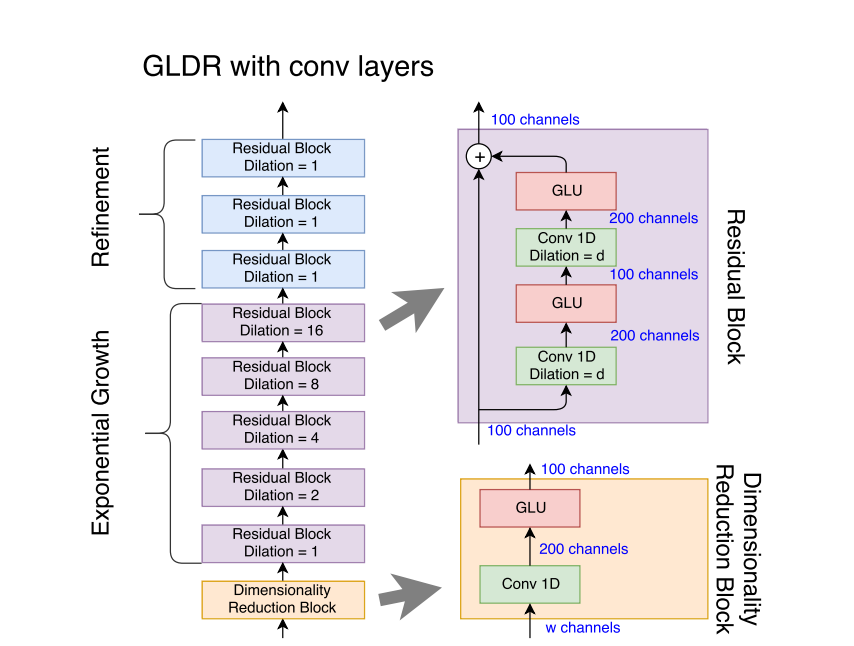 GLDR with conv layers
Refinement
Residual Block
Dilation = 1
Residual Block
Dilation = 1
Residual Block
Dilation = 1
Exponential Growth
Residual Block
Dilation = 16
Residual Block
Dilation = 8
Residual Block
Dilation = 4
Residual Block
Dilation = 2
Residual Block
Dilation = 1
Dimensionality
Reduction Block
100 channels
+
GLU
200 channels
Conv 1D
Dilation = d
100 channels
GLU
200 channels
Conv 1D
Dilation = d
100 channels
Residual Block
100 channels
GLU
200 channels
Conv 1D
w channels
Dimensionality
Reduction Block